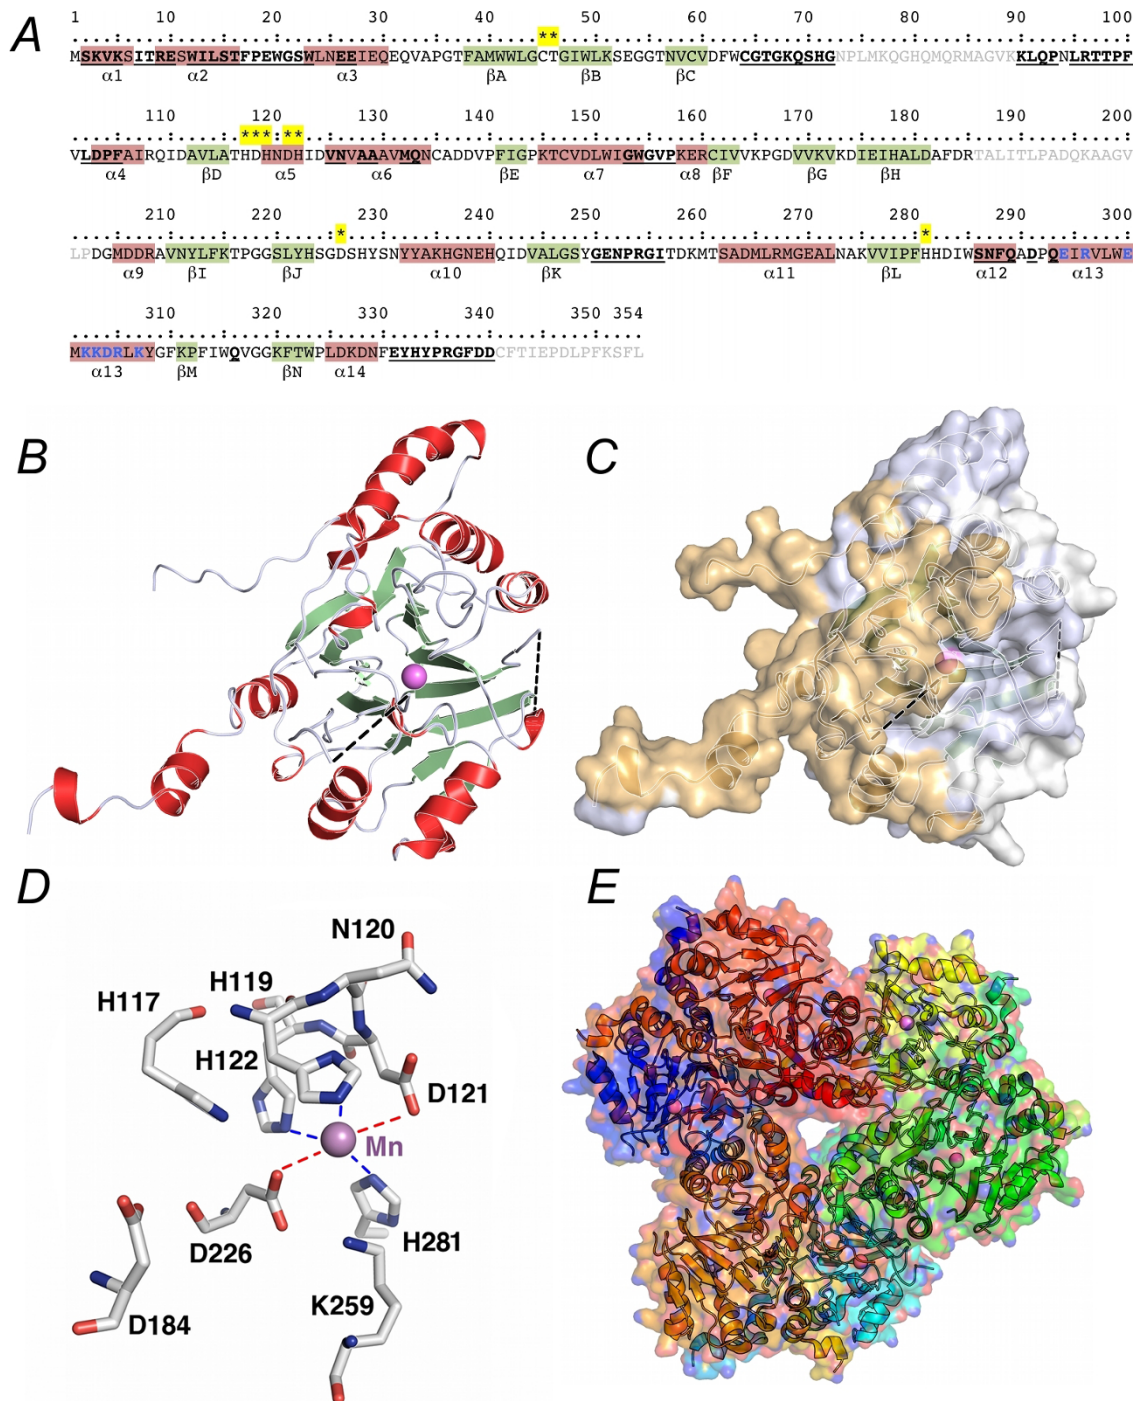 A
1 10 20 30 40 50 60 70 80 90 100
**
MSKVKSITRESWILSTFPEWGSWLNEEIEQEQVAPGTFAMWWLGCTGIWLKSEGGTNVCVDFWCGTGKQSHGNPLMKQGHQMQRMAGVKKLQPNLRTTPF
α1 α2 α3 βA βB βC
110 120 130 140 150 160 170 180 190 200
*** **
VLDPFAIRQIDAVLATHDHNDHIDVNVAAAVMQNCADDVPFIGPKTCVDLWIGWGVPKERCIVVKPGDVVKVKDIEIHALDAFDRTALITLPADQKAAGV
α4 βD α5 α6 βE α7 α8 βF βG βH
210 220 230 240 250 260 270 280 290 300
* *
LPDGMDDRAVNYLFKTPGGSLYHSGDSHYSNYYAKHGNEHQIDVALGSYGENPRGITDKMTSADMLRMGEALNAKVVIPFHHDIWSNFQADPQEIRVLWE
α9 βI βJ α10 βK α11 βL α12 α13
310 320 330 340 350 354
MKKDRLKYGFKPFIWQVGGKFTWPLDKDNFEYHYPRGFDDCFTIEPDLPFKSFL
α13 βM βN α14
B
C
D
N120
H119
H117
H122
D121
Mn
D226
H281
K259
D184
E